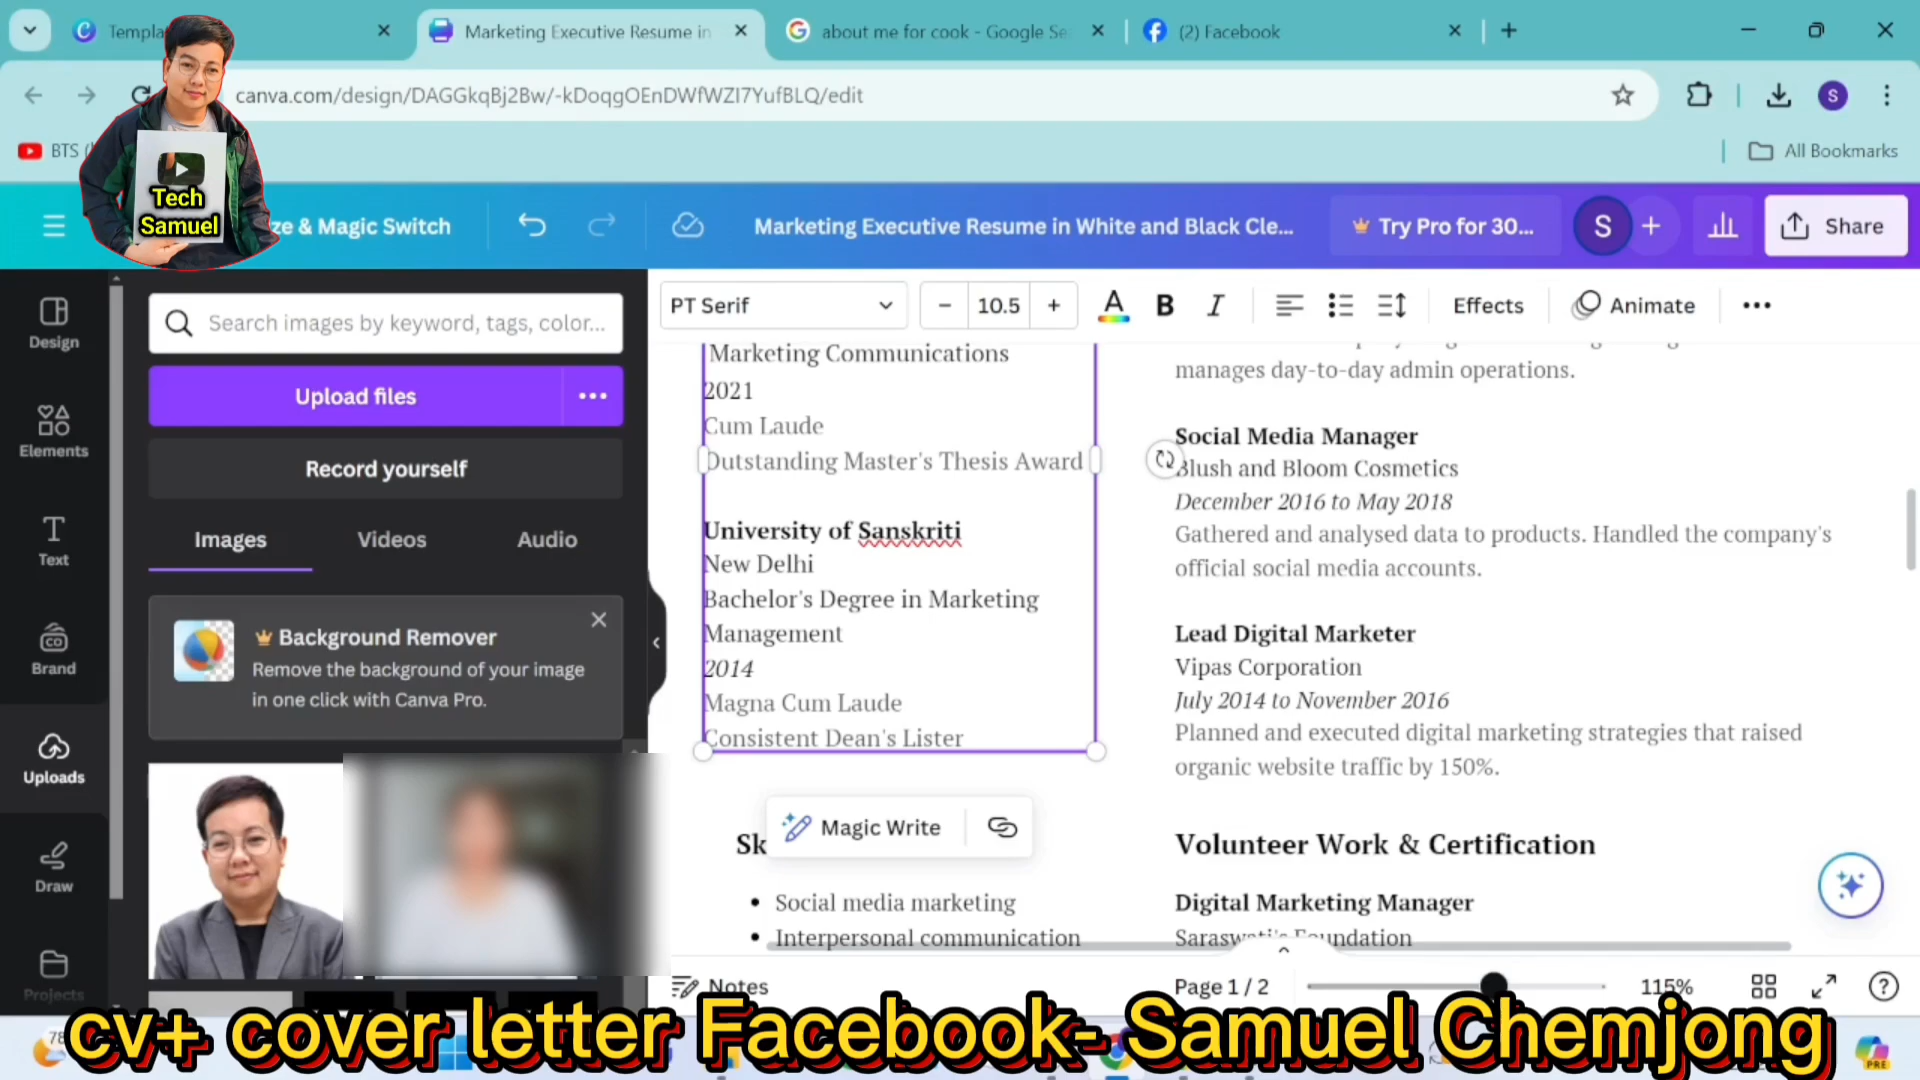 Templa
Marketing Executive Resume in
about me for cook - Google Se
(2) Facebook
canva.com/design/DAGGkqBj2Bw/-kDoqgOEnDWfWZI7YufBLQ/edit
S
BTS
All Bookmarks
Tech
Samuel
ze & Magic Switch
Marketing Executive Resume in White and Black Cle...
Try Pro for 30...
S
Share
PT Serif
10.5
A
B
I
Effects
Animate
Design
Elements
Text
Brand
Uploads
Draw
Projects
Search images by keyword, tags, color...
Upload files
Record yourself
Images
Videos
Audio
Background Remover
Remove the background of your image
in one click with Canva Pro.
Marketing Communications
2021
Cum Laude
Outstanding Master's Thesis Award
University of Sanskriti
New Delhi
Bachelor's Degree in Marketing
Management
2014
Magna Cum Laude
Consistent Dean's Lister
Magic Write
Sk
Social media marketing
Interpersonal communication
manages day-to-day admin operations.
Social Media Manager
Blush and Bloom Cosmetics
December 2016 to May 2018
Gathered and analysed data to products. Handled the company's
official social media accounts.
Lead Digital Marketer
Vipas Corporation
July 2014 to November 2016
Planned and executed digital marketing strategies that raised
organic website traffic by 150%.
Volunteer Work & Certification
Digital Marketing Manager
Saraswati's Foundation
Notes
Page 1 / 2
115%
cv+ cover letter Facebook- Samuel Chemjong
78
PRE